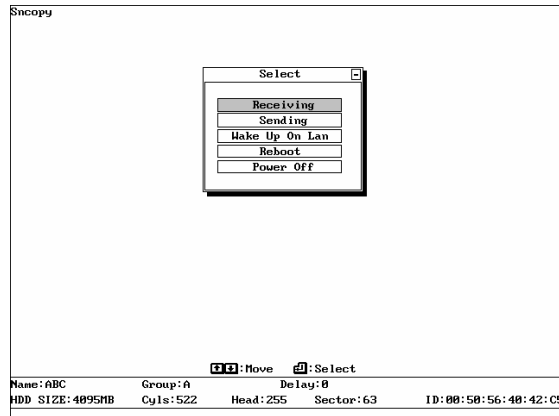 Sncopy
Select
Receiving
Sending
Wake Up On Lan
Reboot
Power Off
:Move :Select
Name:ABC Group:A Delay:0
HDD SIZE:4095MB Cyls:522 Head:255 Sector:63 ID:00:50:56:40:42:C5